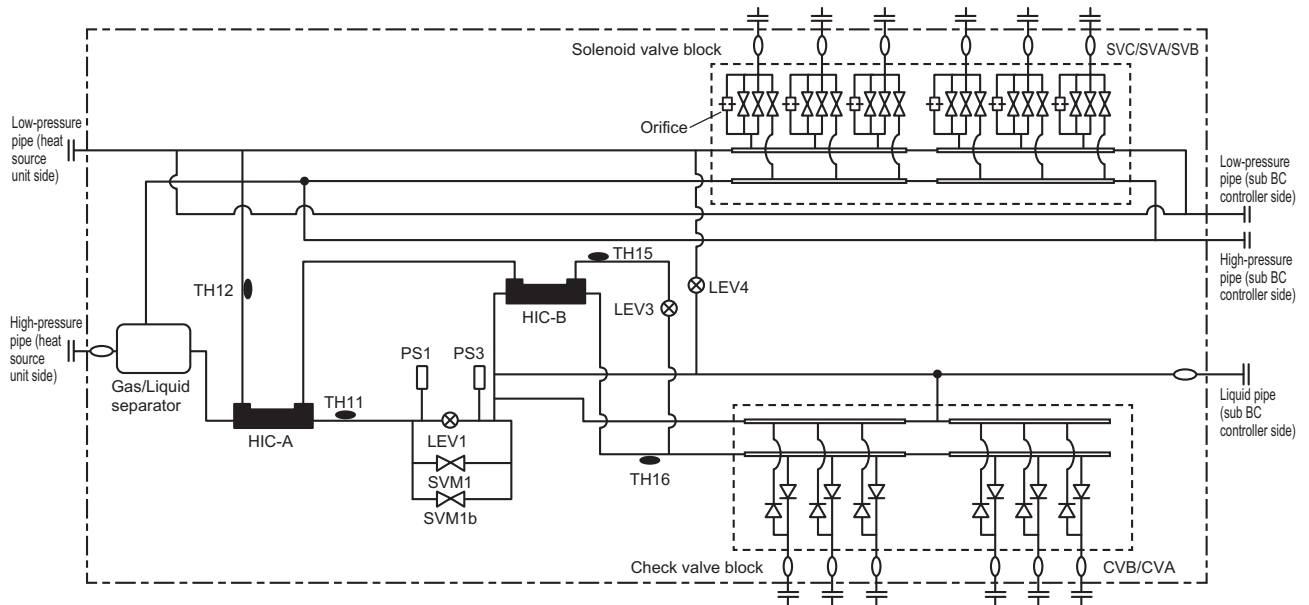 Solenoid valve block
SVC/SVA/SVB
Orifice
Low-pressure
pipe (heat
source
unit side)
Low-pressure
pipe (sub BC
controller side)
High-pressure
pipe (sub BC
controller side)
TH15
TH12
LEV4
LEV3
HIC-B
High-pressure
pipe (heat
source
unit side)
PS1
PS3
Gas/Liquid
separator
TH11
Liquid pipe
(sub BC
controller side)
HIC-A
LEV1
SVM1
TH16
SVM1b
Check valve block
CVB/CVA